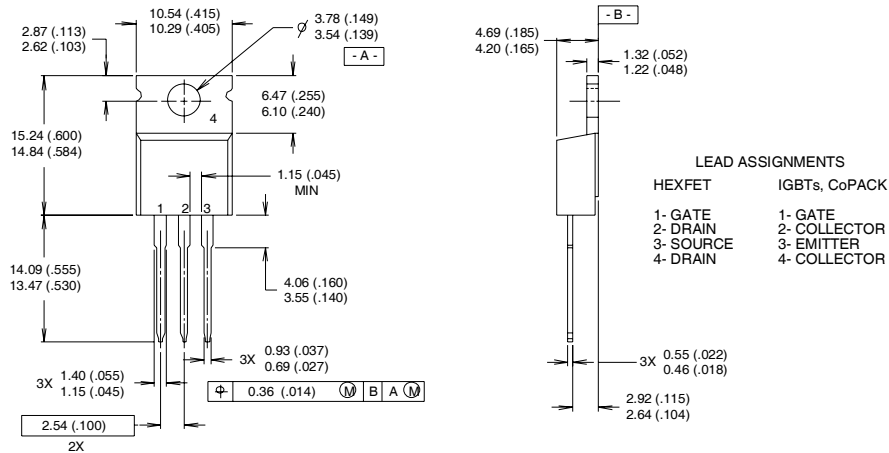 10.54 (.415)
10.29 (.405)
2.87 (.113)
2.62 (.103)
3.78 (.149)
3.54 (.139)
- A -
6.47 (.255)
6.10 (.240)
4
15.24 (.600)
14.84 (.584)
1.15 (.045)
MIN
1 2 3
14.09 (.555)
13.47 (.530)
4.06 (.160)
3.55 (.140)
3X 0.93 (.037)
0.69 (.027)
3X 1.40 (.055)
1.15 (.045)
⌖ 0.36 (.014) Ⓜ B A Ⓜ
2.54 (.100)
2X
- B -
4.69 (.185)
4.20 (.165)
1.32 (.052)
1.22 (.048)
3X 0.55 (.022)
0.46 (.018)
2.92 (.115)
2.64 (.104)
LEAD ASSIGNMENTS
HEXFET
1- GATE
2- DRAIN
3- SOURCE
4- DRAIN
IGBTs, CoPACK
1- GATE
2- COLLECTOR
3- EMITTER
4- COLLECTOR